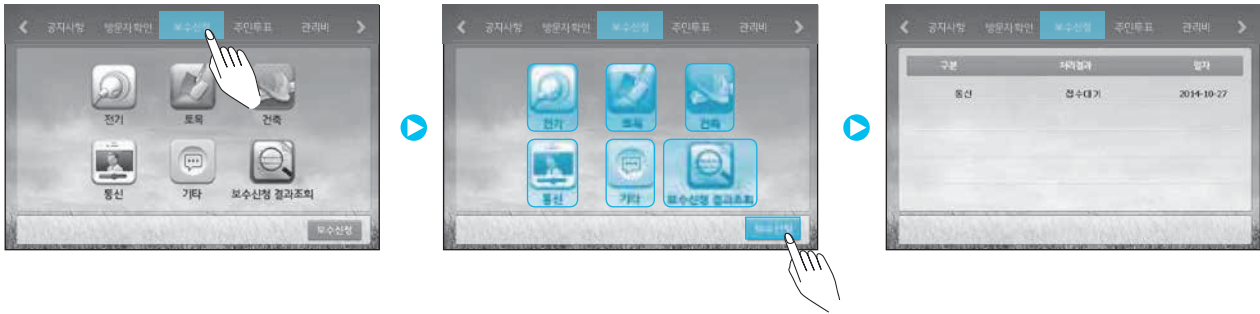 공지사항 방문자확인 보수신청 주민투표 관리비
전기 토목 건축
통신 기타 보수신청 결과조회
보수신청
공지사항 방문자확인 보수신청 주민투표 관리비
전기 토목 건축
통신 기타 보수신청 결과조회
보수신청
공지사항 방문자확인 보수신청 주민투표 관리비
구분 처리결과 일자
통신 접수대기 2014-10-27